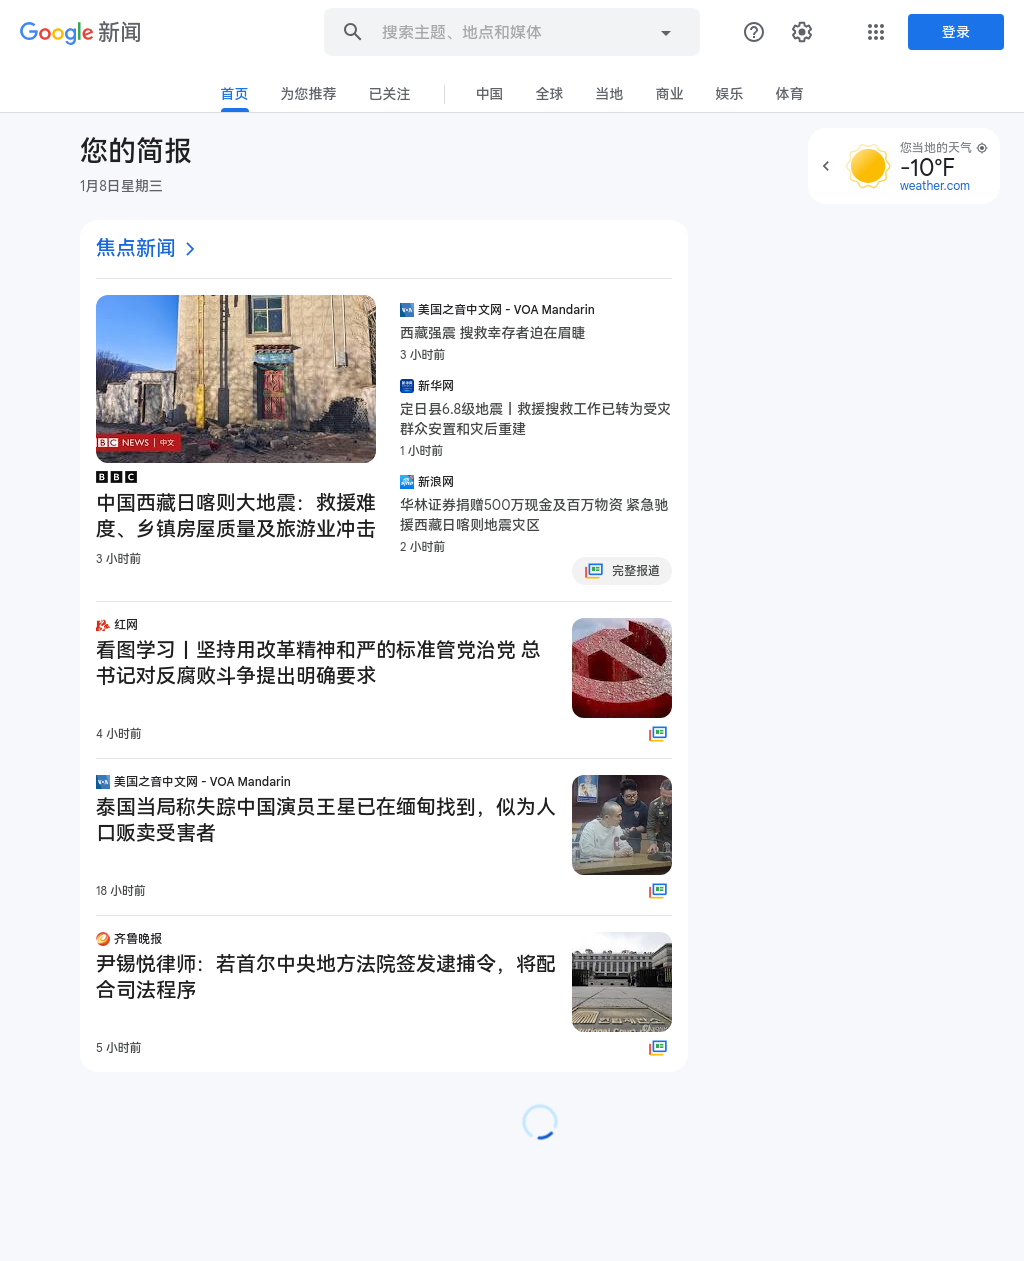 Google 新闻
搜索主题、地点和媒体
登录
首页 为您推荐 已关注 中国 全球 当地 商业 娱乐 体育
您的简报
1月8日星期三
您当地的天气
-10°F
weather.com
焦点新闻
BBC NEWS | 中文
BBC
中国西藏日喀则大地震：救援难
度、乡镇房屋质量及旅游业冲击
3 小时前
美国之音中文网 - VOA Mandarin
西藏强震 搜救幸存者迫在眉睫
3 小时前
新华网
定日县6.8级地震丨救援搜救工作已转为受灾
群众安置和灾后重建
1 小时前
新浪网
华林证券捐赠500万现金及百万物资 紧急驰
援西藏日喀则地震灾区
2 小时前
完整报道
红网
看图学习丨坚持用改革精神和严的标准管党治党 总
书记对反腐败斗争提出明确要求
4 小时前
美国之音中文网 - VOA Mandarin
泰国当局称失踪中国演员王星已在缅甸找到，似为人
口贩卖受害者
18 小时前
齐鲁晚报
尹锡悦律师：若首尔中央地方法院签发逮捕令，将配
合司法程序
5 小时前